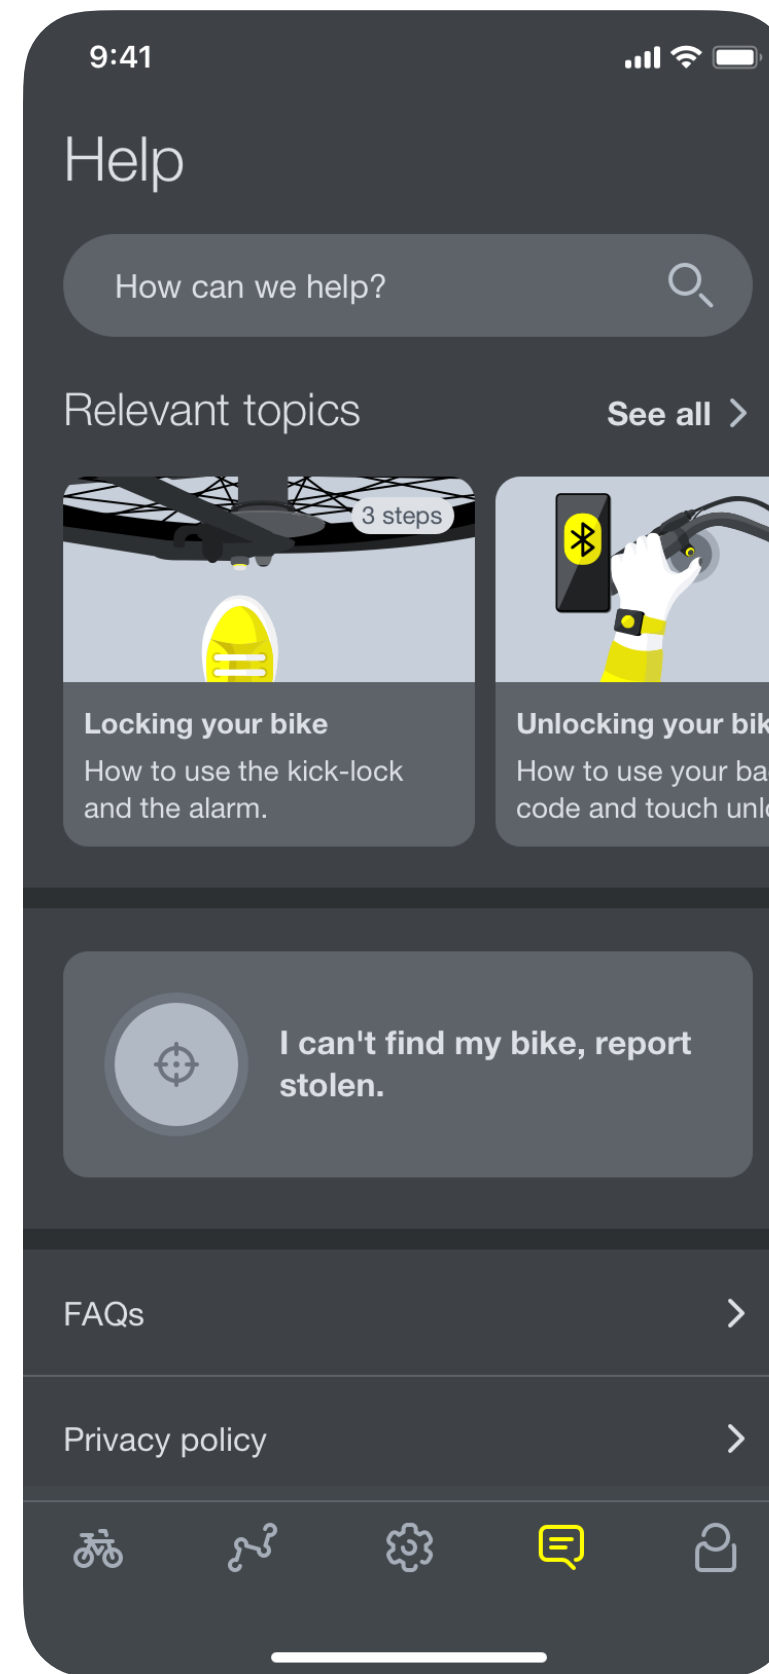 9:41
Help
How can we help?
Relevant topics
See all
3 steps
Locking your bike
How to use the kick-lock
and the alarm.
Unlocking your bik
How to use your ba
code and touch unlo
I can't find my bike, report
stolen.
FAQs
Privacy policy